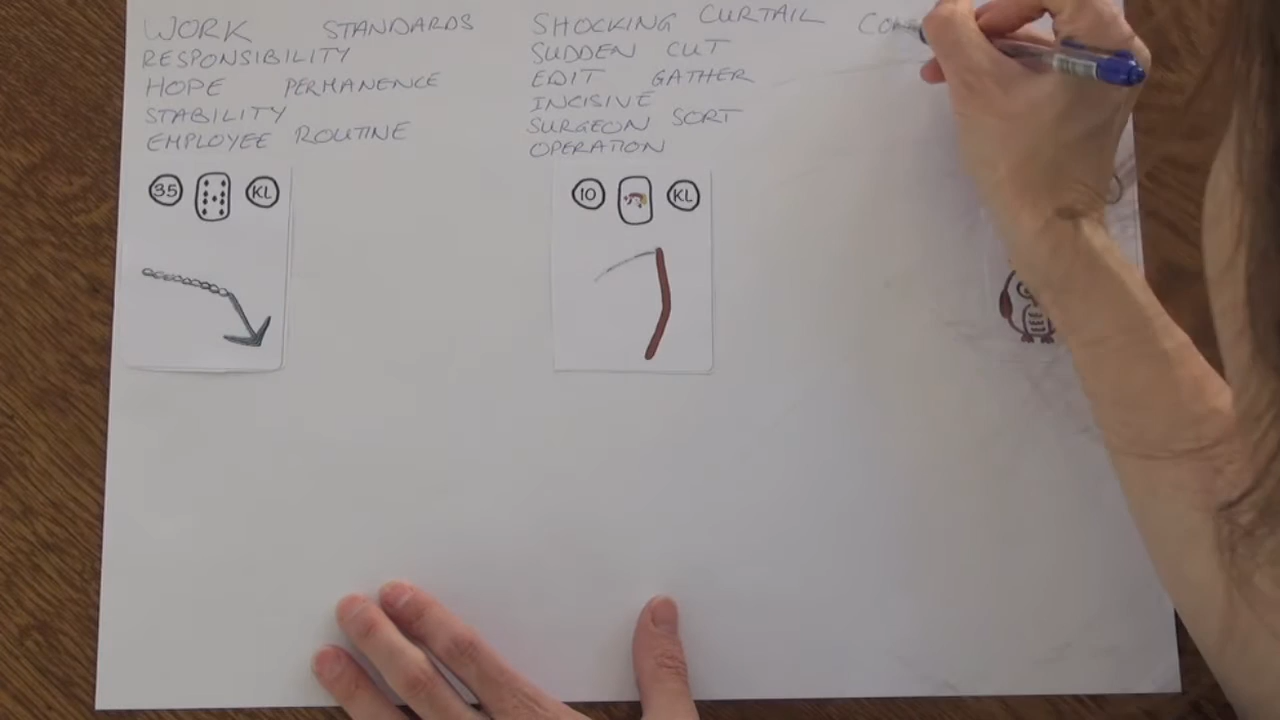 WORK STANDARDS
RESPONSIBILITY
HOPE PERMANENCE
STABILITY
EMPLOYEE ROUTINE
35 KL
SHOCKING CURTAIL
SUDDEN CUT
EDIT GATHER
INCISIVE
SURGEON SORT
OPERATION
10 KL